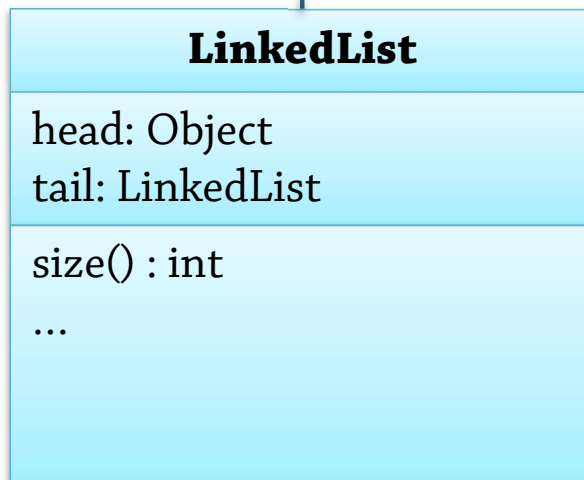 LinkedList
head: Object
tail: LinkedList
size() : int
...